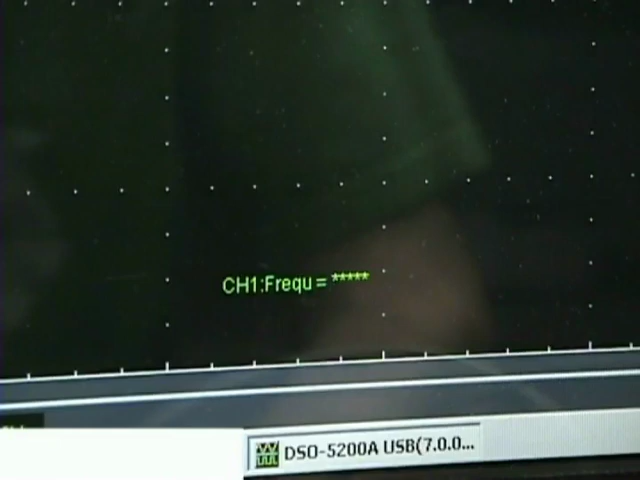 CH1:Frequ = *****
DSO-5200A USB(7.0.0...